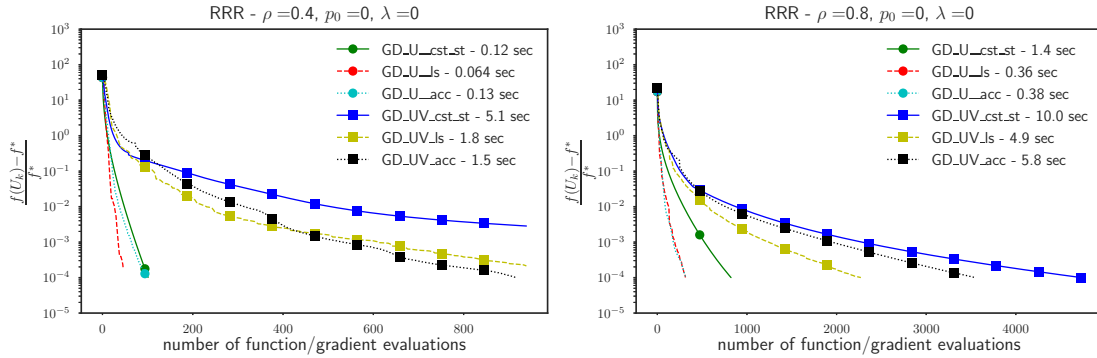 RRR - ρ =0.4, p₀ =0, λ =0
10⁴
10³
10²
10¹
10⁰
10⁻¹
10⁻²
10⁻³
10⁻⁴
10⁻⁵
f(U_k)−f*
f*
GD_U_cst_st - 0.12 sec
GD_U_ls - 0.064 sec
GD_U_acc - 0.13 sec
GD_UV_cst_st - 5.1 sec
GD_UV_ls - 1.8 sec
GD_UV_acc - 1.5 sec
0 200 400 600 800
number of function/gradient evaluations
RRR - ρ =0.8, p₀ =0, λ =0
10⁴
10³
10²
10¹
10⁰
10⁻¹
10⁻²
10⁻³
10⁻⁴
10⁻⁵
f(U_k)−f*
f*
GD_U_cst_st - 1.4 sec
GD_U_ls - 0.36 sec
GD_U_acc - 0.38 sec
GD_UV_cst_st - 10.0 sec
GD_UV_ls - 4.9 sec
GD_UV_acc - 5.8 sec
0 1000 2000 3000 4000
number of function/gradient evaluations